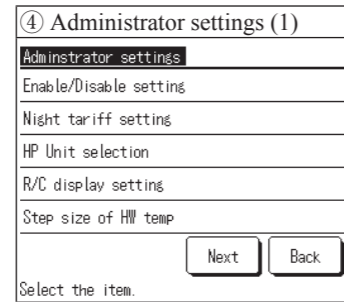 ④ Administrator settings (1)
Adminstrator settings
Enable/Disable setting
Night tariff setting
HP Unit selection
R/C display setting
Step size of HW temp
Next Back
Select the item.